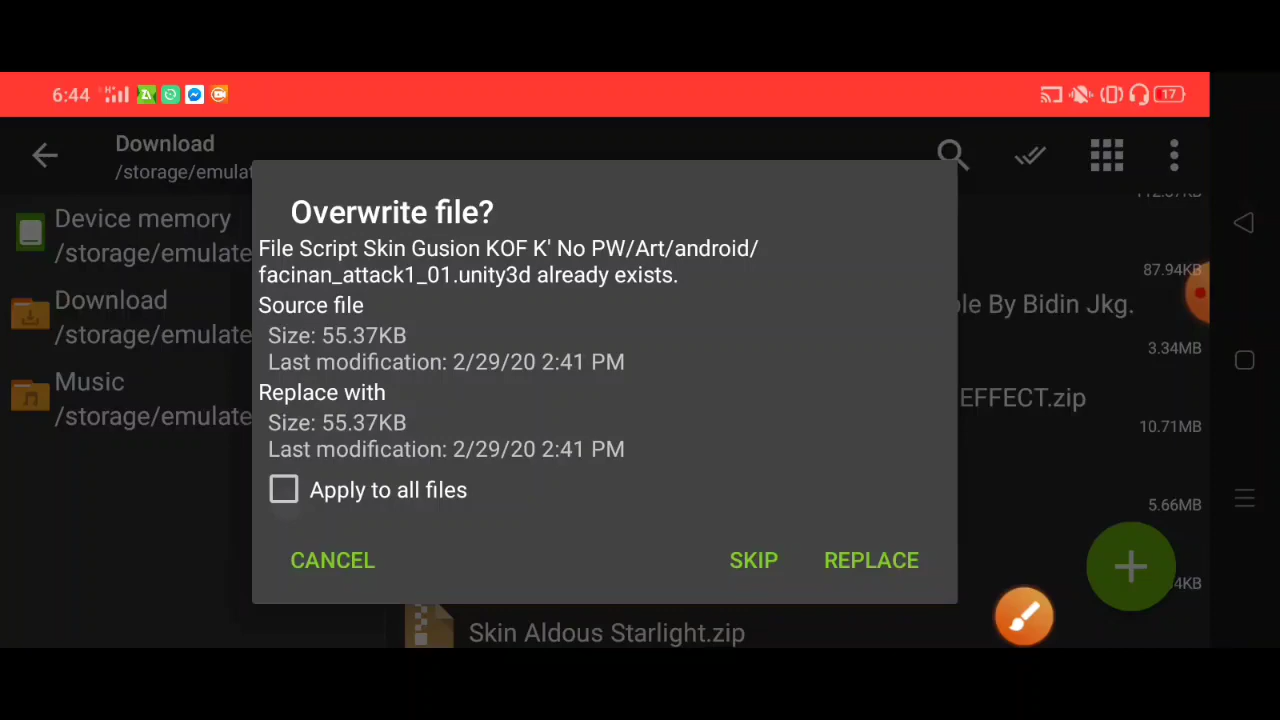 6:44
17
Download
/storage/emulat
Device memory
/storage/emulate
Download
/storage/emulate
Music
/storage/emulate
Overwrite file?
File Script Skin Gusion KOF K' No PW/Art/android/
facinan_attack1_01.unity3d already exists.
Source file
Size: 55.37KB
Last modification: 2/29/20 2:41 PM
Replace with
Size: 55.37KB
Last modification: 2/29/20 2:41 PM
Apply to all files
CANCEL
SKIP
REPLACE
87.94KB
ple By Bidin Jkg.
3.34MB
EFFECT.zip
10.71MB
5.66MB
4KB
Skin Aldous Starlight.zip